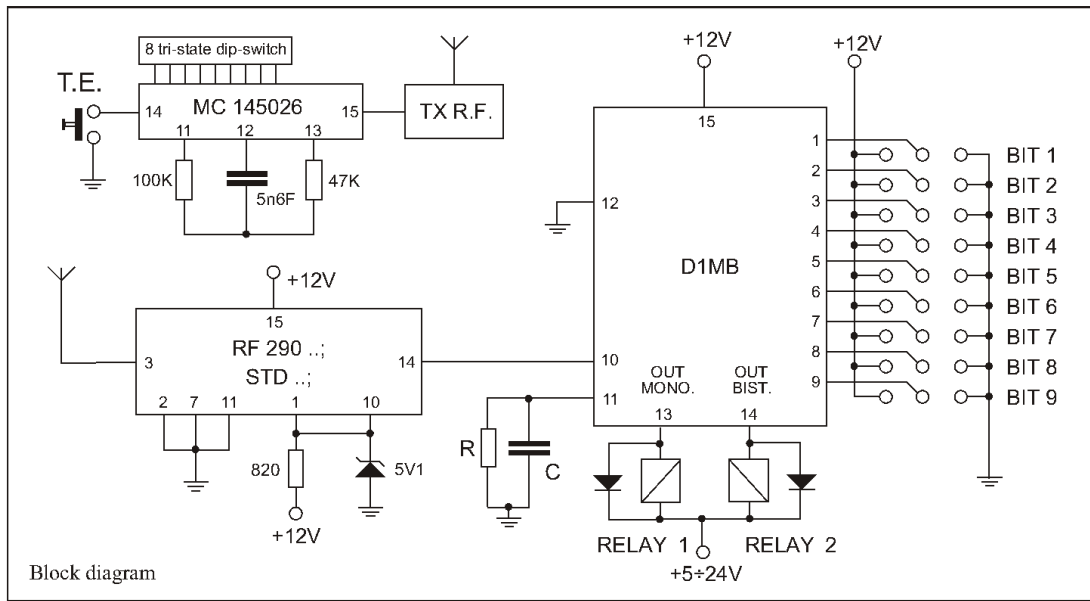 8 tri-state dip-switch
T.E.
14 MC 145026 15
11 12 13
100K 5n6F 47K
TX R.F.
+12V
15
3 RF 290 ..; 14
STD ..;
2 7 11 1 10
820 5V1
+12V
+12V
15
12
D1MB
10
11
OUT MONO.
13
OUT BIST.
14
R
C
RELAY 1
RELAY 2
+5÷24V
+12V
1 BIT 1
2 BIT 2
3 BIT 3
4 BIT 4
5 BIT 5
6 BIT 6
7 BIT 7
8 BIT 8
9 BIT 9
Block diagram